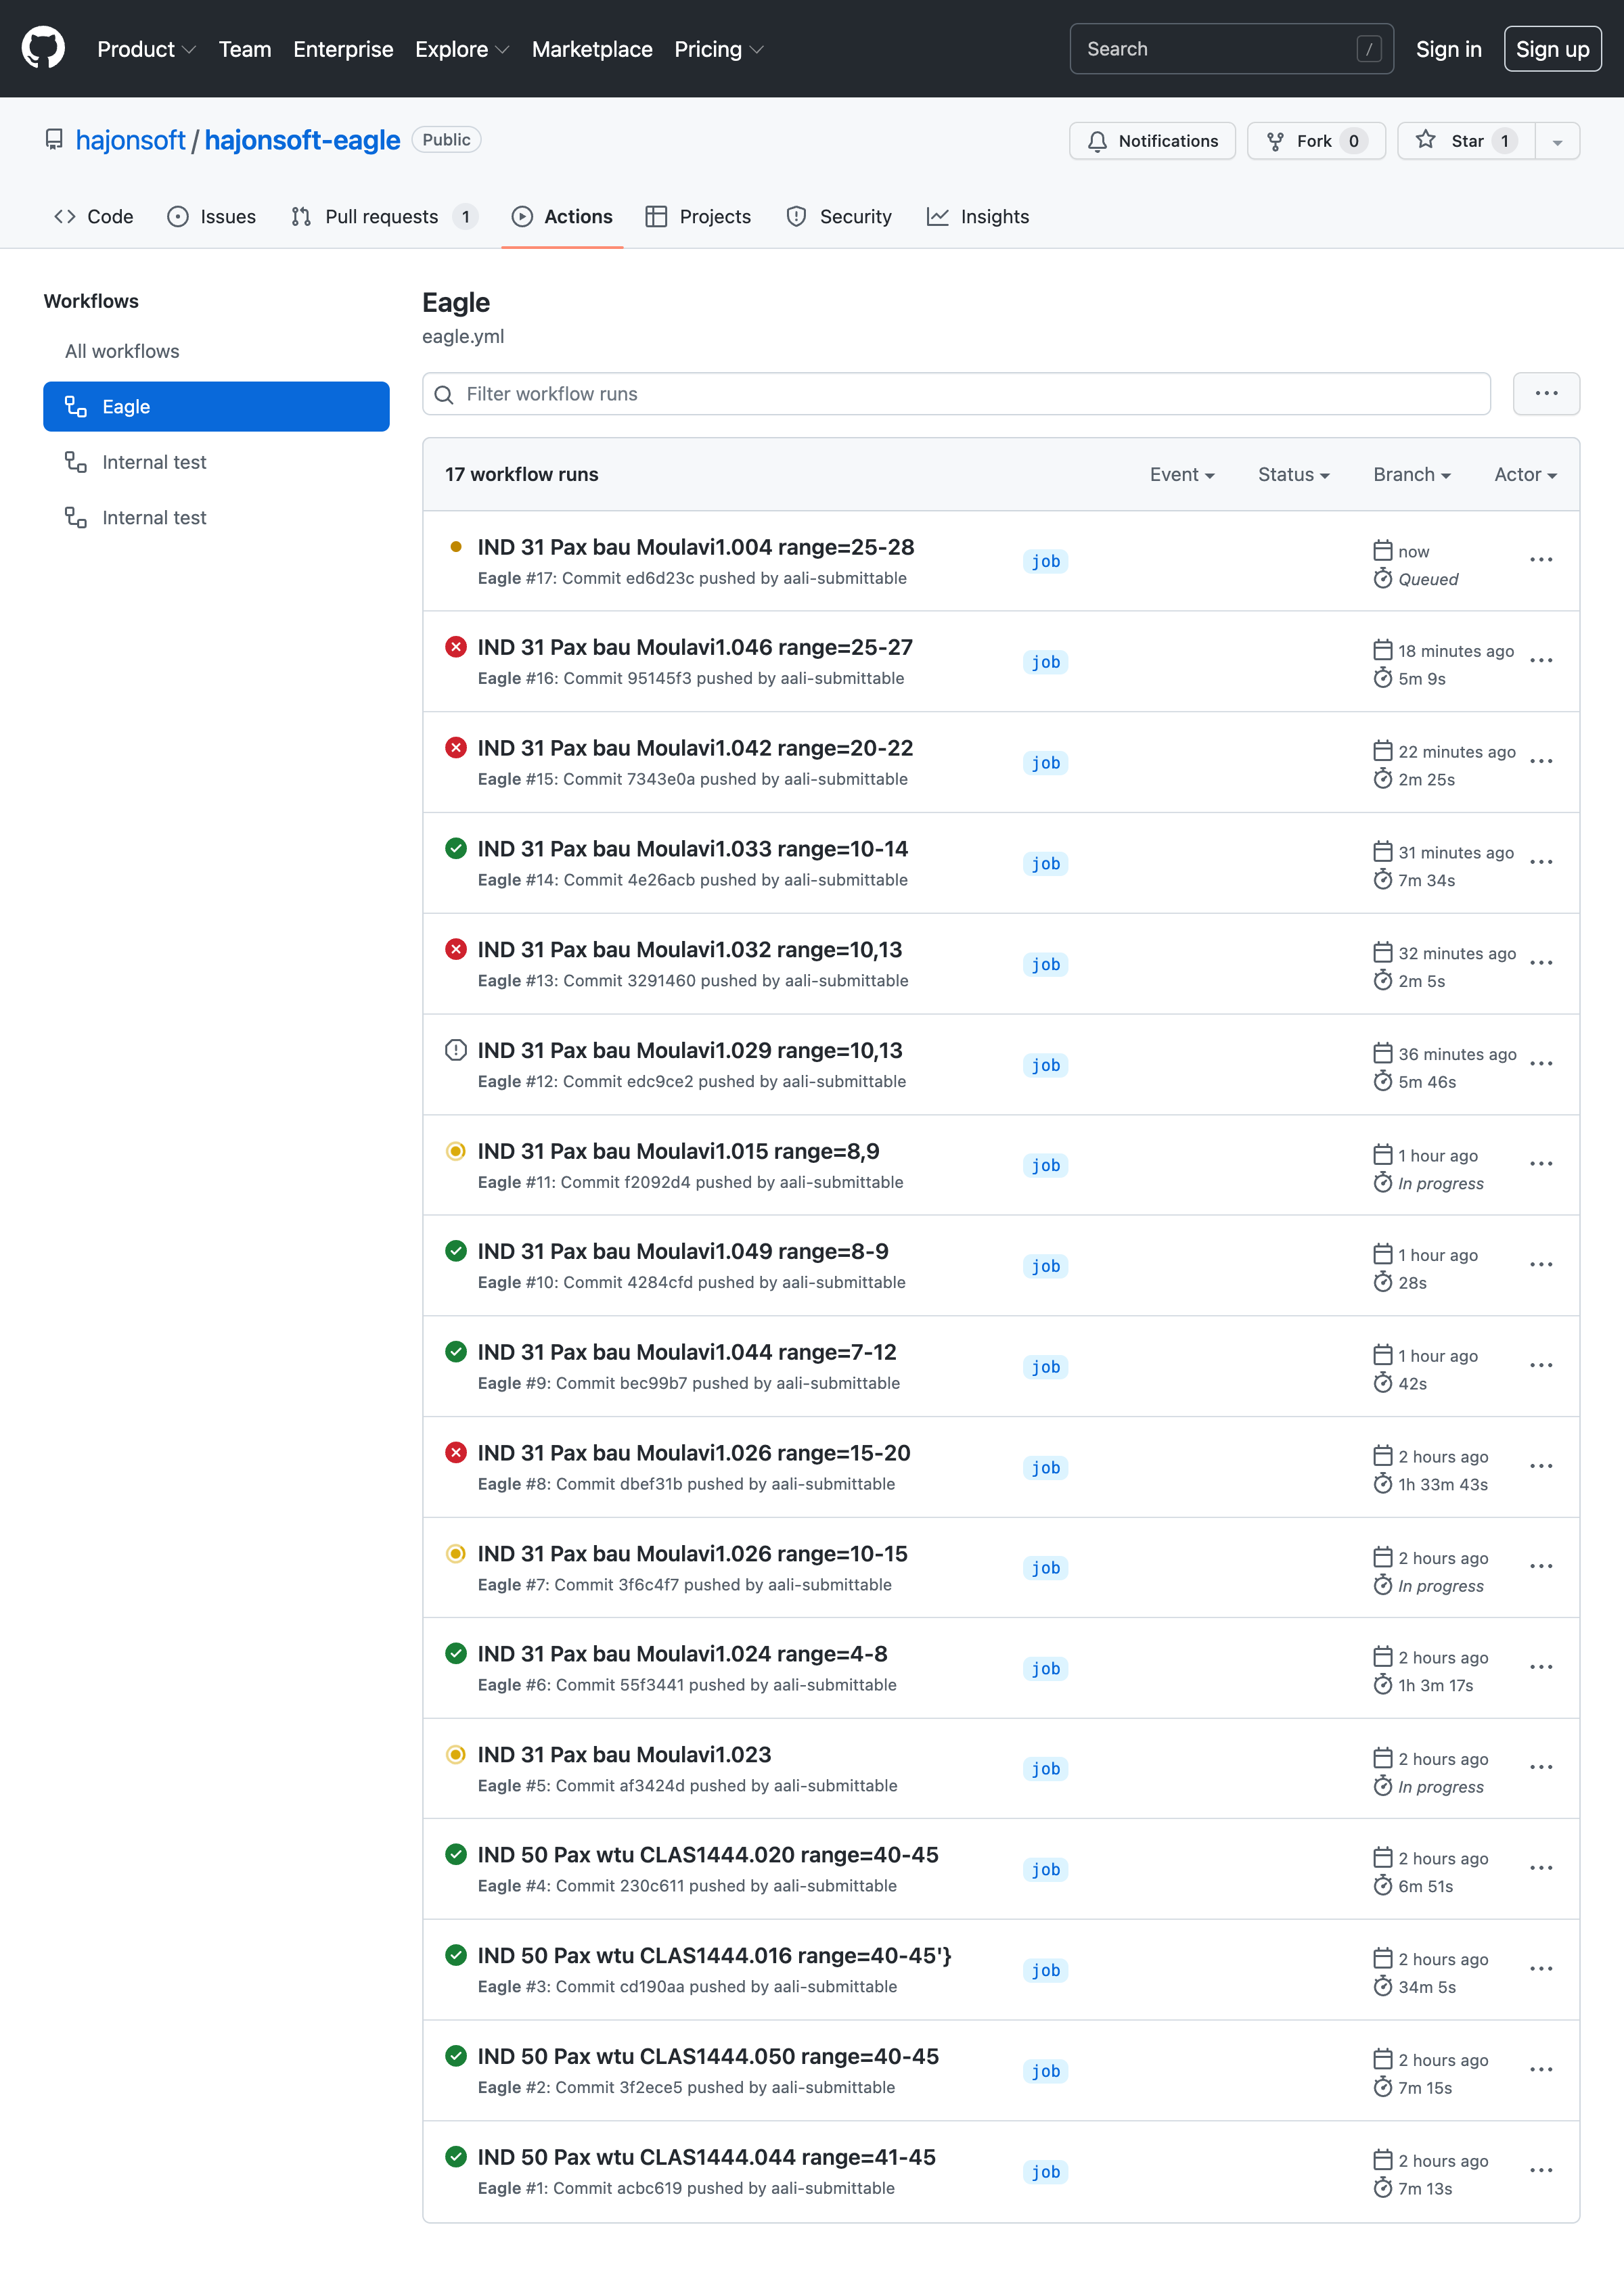 Product Team Enterprise Explore Marketplace Pricing Search / Sign in Sign up
hajonsoft / hajonsoft-eagle Public Notifications Fork 0 Star 1
Code Issues Pull requests 1 Actions Projects Security Insights
Workflows
All workflows
Eagle
Internal test
Internal test
Eagle
eagle.yml
Filter workflow runs
17 workflow runs Event Status Branch Actor
IND 31 Pax bau Moulavi1.004 range=25-28
Eagle #17: Commit ed6d23c pushed by aali-submittable
job
now
Queued
IND 31 Pax bau Moulavi1.046 range=25-27
Eagle #16: Commit 95145f3 pushed by aali-submittable
job
18 minutes ago
5m 9s
IND 31 Pax bau Moulavi1.042 range=20-22
Eagle #15: Commit 7343e0a pushed by aali-submittable
job
22 minutes ago
2m 25s
IND 31 Pax bau Moulavi1.033 range=10-14
Eagle #14: Commit 4e26acb pushed by aali-submittable
job
31 minutes ago
7m 34s
IND 31 Pax bau Moulavi1.032 range=10,13
Eagle #13: Commit 3291460 pushed by aali-submittable
job
32 minutes ago
2m 5s
IND 31 Pax bau Moulavi1.029 range=10,13
Eagle #12: Commit edc9ce2 pushed by aali-submittable
job
36 minutes ago
5m 46s
IND 31 Pax bau Moulavi1.015 range=8,9
Eagle #11: Commit f2092d4 pushed by aali-submittable
job
1 hour ago
In progress
IND 31 Pax bau Moulavi1.049 range=8-9
Eagle #10: Commit 4284cfd pushed by aali-submittable
job
1 hour ago
28s
IND 31 Pax bau Moulavi1.044 range=7-12
Eagle #9: Commit bec99b7 pushed by aali-submittable
job
1 hour ago
42s
IND 31 Pax bau Moulavi1.026 range=15-20
Eagle #8: Commit dbef31b pushed by aali-submittable
job
2 hours ago
1h 33m 43s
IND 31 Pax bau Moulavi1.026 range=10-15
Eagle #7: Commit 3f6c4f7 pushed by aali-submittable
job
2 hours ago
In progress
IND 31 Pax bau Moulavi1.024 range=4-8
Eagle #6: Commit 55f3441 pushed by aali-submittable
job
2 hours ago
1h 3m 17s
IND 31 Pax bau Moulavi1.023
Eagle #5: Commit af3424d pushed by aali-submittable
job
2 hours ago
In progress
IND 50 Pax wtu CLAS1444.020 range=40-45
Eagle #4: Commit 230c611 pushed by aali-submittable
job
2 hours ago
6m 51s
IND 50 Pax wtu CLAS1444.016 range=40-45'}
Eagle #3: Commit cd190aa pushed by aali-submittable
job
2 hours ago
34m 5s
IND 50 Pax wtu CLAS1444.050 range=40-45
Eagle #2: Commit 3f2ece5 pushed by aali-submittable
job
2 hours ago
7m 15s
IND 50 Pax wtu CLAS1444.044 range=41-45
Eagle #1: Commit acbc619 pushed by aali-submittable
job
2 hours ago
7m 13s